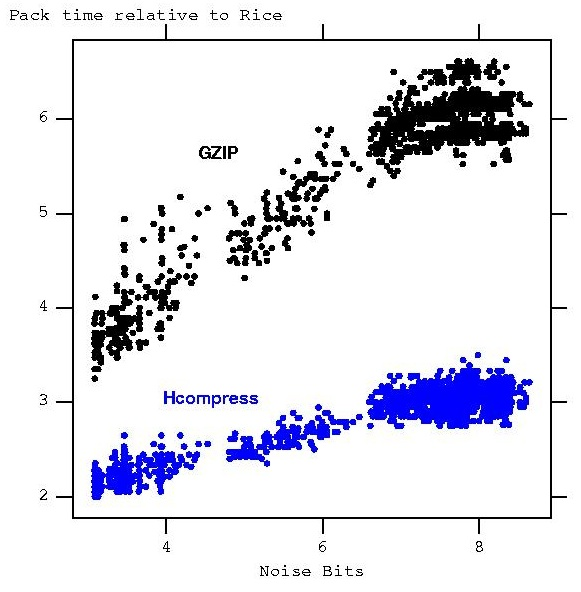 Pack time relative to Rice
6
GZIP
5
4
3
Hcompress
2
4 6 8
Noise Bits